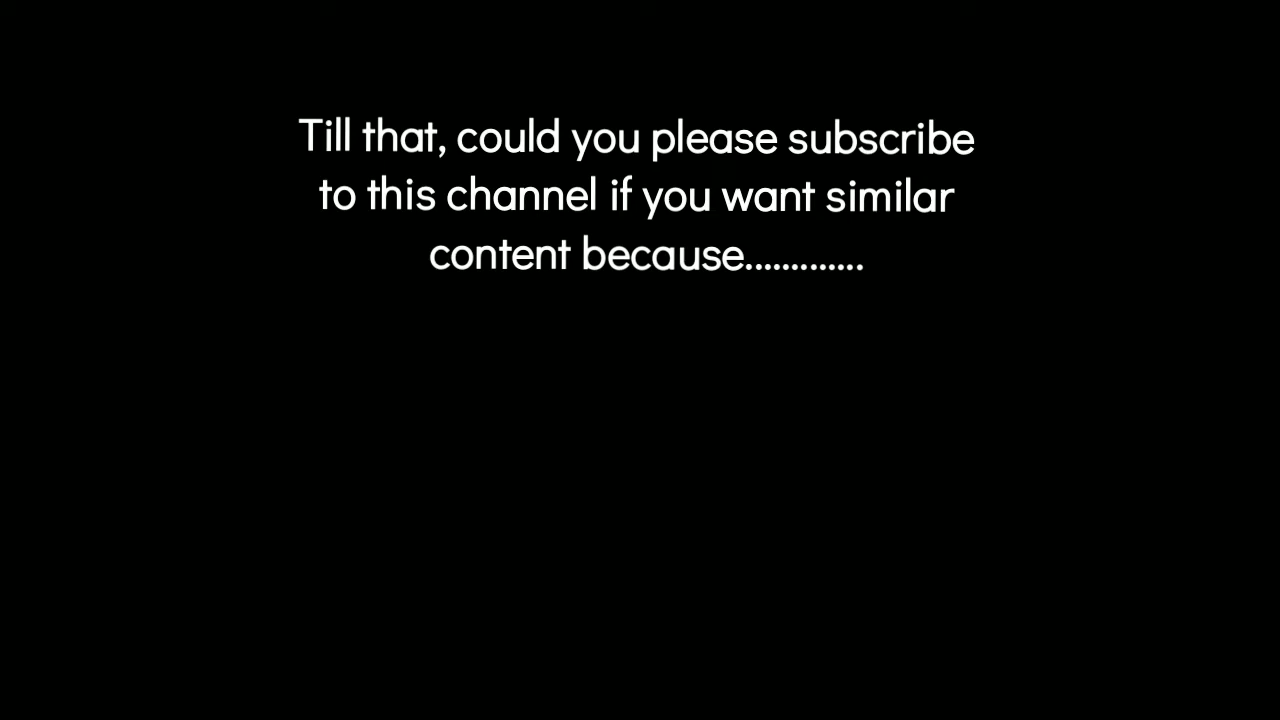 Till that, could you please subscribe
to this channel if you want similar
content because.............